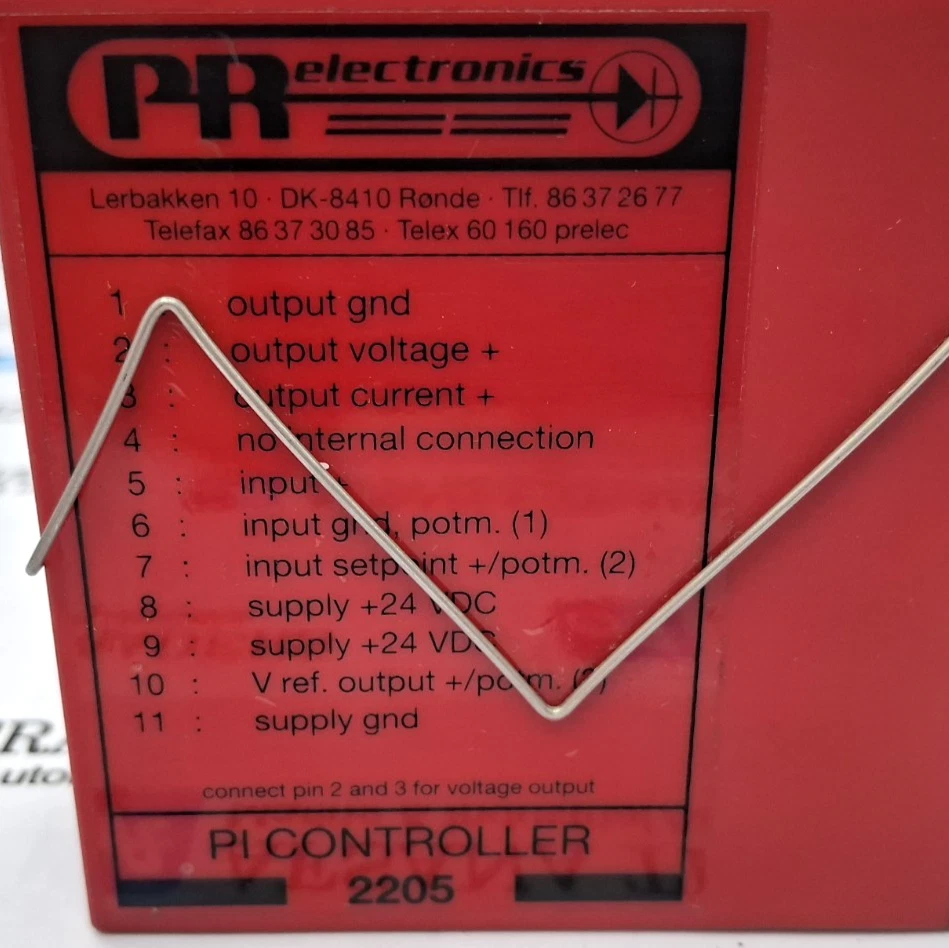 PR electronics
Lerbakken 10 · DK-8410 Rønde · Tlf. 86 37 26 77
Telefax 86 37 30 85 · Telex 60 160 prelec
1 output gnd
2 : output voltage +
3 : output current +
4 : no internal connection
5 : input +
6 : input gnd, potm. (1)
7 : input setpoint +/potm. (2)
8 : supply +24 VDC
9 : supply +24 VDC
10 : V ref. output +/potm.
11 : supply gnd
connect pin 2 and 3 for voltage output
PI CONTROLLER
2205